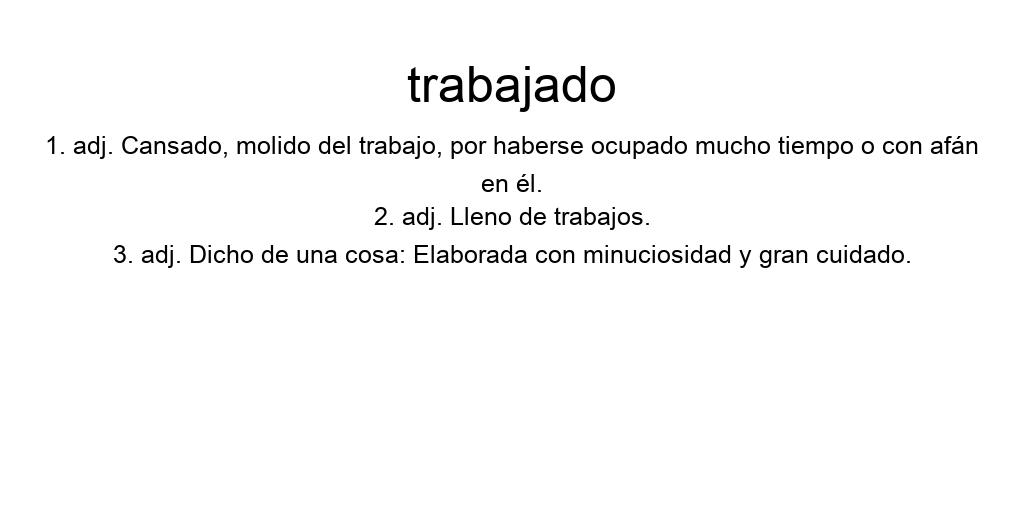 trabajado
1. adj. Cansado, molido del trabajo, por haberse ocupado mucho tiempo o con afán
en él.
2. adj. Lleno de trabajos.
3. adj. Dicho de una cosa: Elaborada con minuciosidad y gran cuidado.